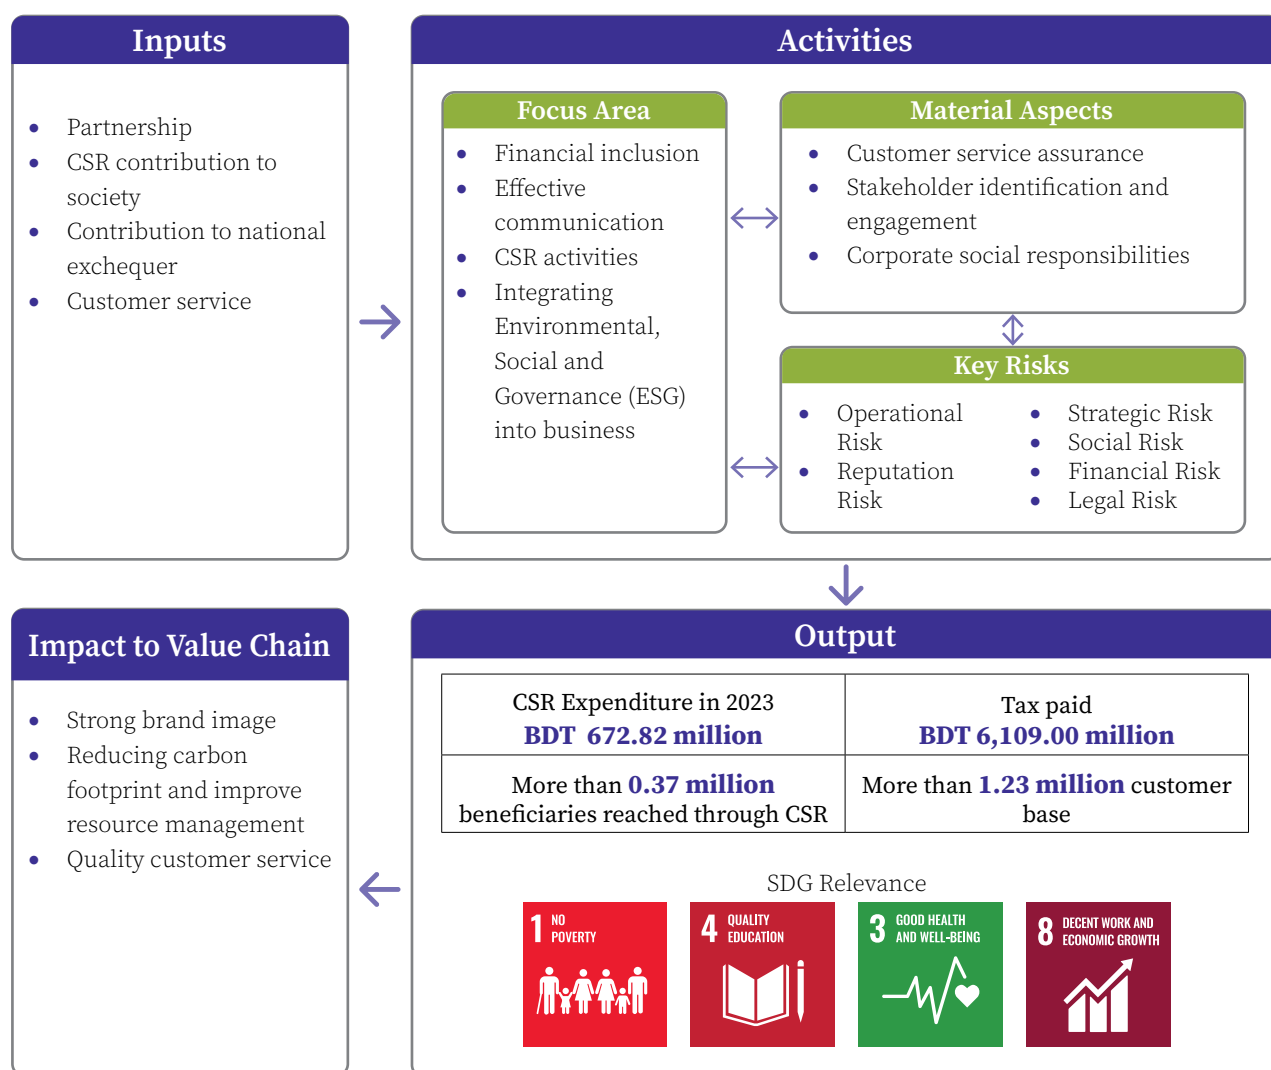 Inputs
Partnership
CSR contribution to
society
Contribution to national
exchequer
Customer service
Activities
Focus Area
Financial inclusion
Effective
communication
CSR activities
Integrating
Environmental,
Social and
Governance (ESG)
into business
Material Aspects
Customer service assurance
Stakeholder identification and
engagement
Corporate social responsibilities
Key Risks
Operational
Risk
Reputation
Risk
Strategic Risk
Social Risk
Financial Risk
Legal Risk
Output
CSR Expenditure in 2023
BDT 672.82 million
Tax paid
BDT 6,109.00 million
More than 0.37 million
beneficiaries reached through CSR
More than 1.23 million customer
base
SDG Relevance
1 NO
POVERTY
4 QUALITY
EDUCATION
3 GOOD HEALTH
AND WELL-BEING
8 DECENT WORK AND
ECONOMIC GROWTH
Impact to Value Chain
Strong brand image
Reducing carbon
footprint and improve
resource management
Quality customer service